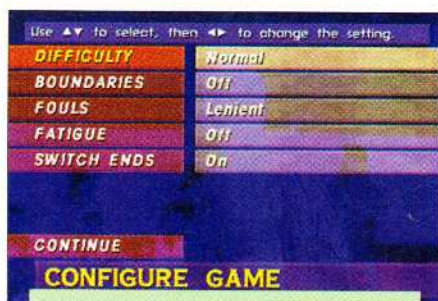 Use ▲▼ to select, then ◄► to change the setting.
DIFFICULTY Normal
BOUNDARIES Off
FOULS Lenient
FATIGUE Off
SWITCH ENDS On
CONTINUE
CONFIGURE GAME